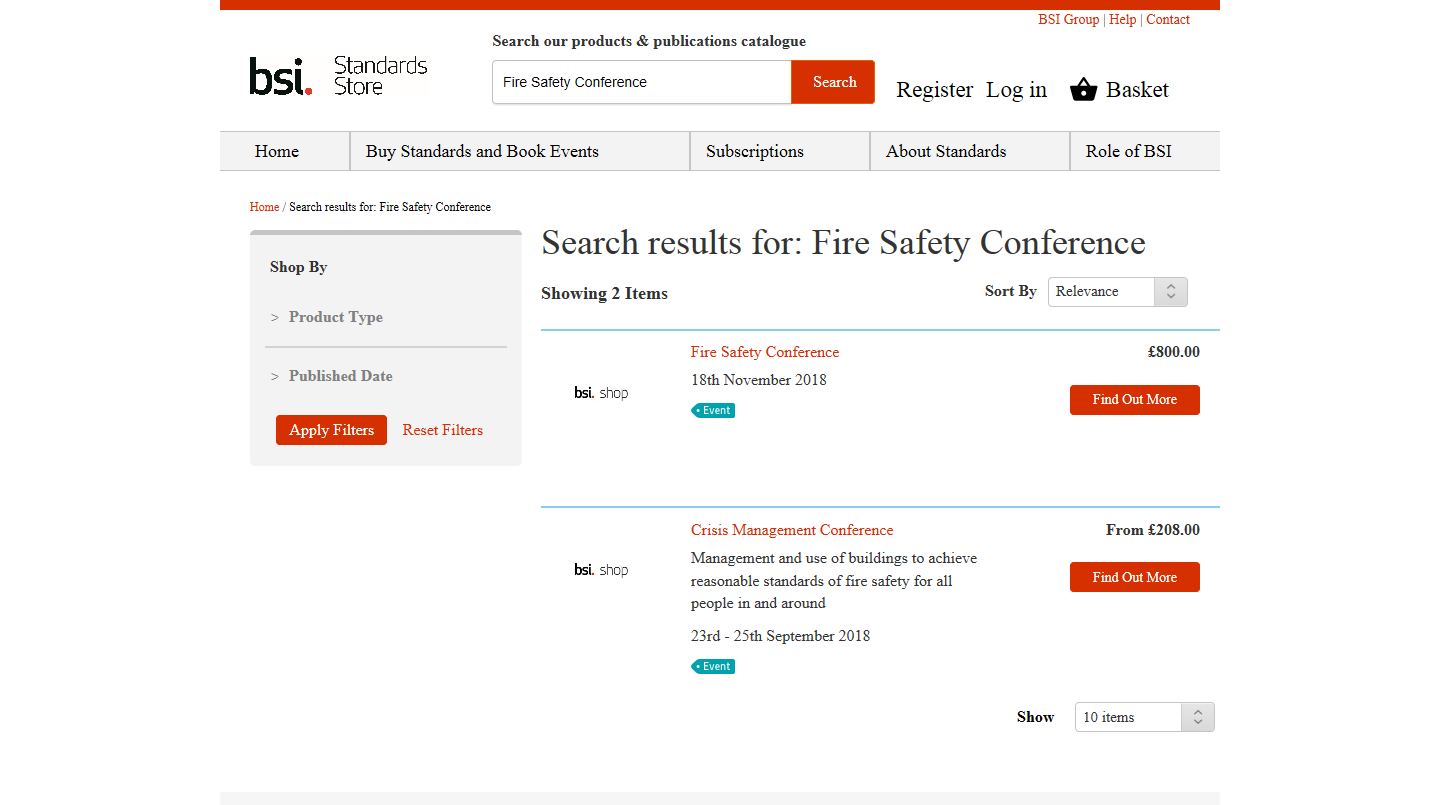 BSI Group | Help | Contact
Search our products & publications catalogue
bsi. Standards Store
Fire Safety Conference
Search
Register
Log in
Basket
Home
Buy Standards and Book Events
Subscriptions
About Standards
Role of BSI
Home / Search results for: Fire Safety Conference
Shop By
> Product Type
> Published Date
Apply Filters
Reset Filters
Search results for: Fire Safety Conference
Showing 2 Items
Sort By
Relevance
bsi. shop
Fire Safety Conference
18th November 2018
Event
£800.00
Find Out More
bsi. shop
Crisis Management Conference
Management and use of buildings to achieve
reasonable standards of fire safety for all
people in and around
23rd - 25th September 2018
Event
From £208.00
Find Out More
Show
10 items